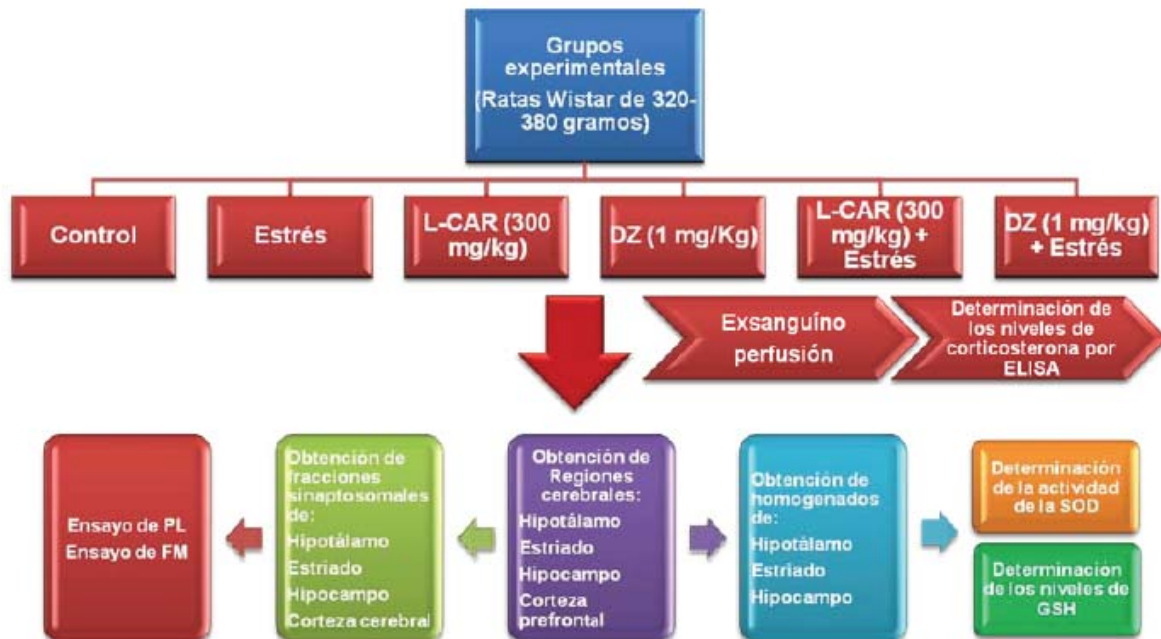 Grupos
experimentales
(Ratas Wistar de 320-
380 gramos)
Control
Estrés
L-CAR (300
mg/kg)
DZ (1 mg/Kg)
L-CAR (300
mg/kg) +
Estrés
DZ (1 mg/kg)
+ Estrés
Exsanguíno
perfusión
Determinación de
los niveles de
corticosterona por
ELISA
Ensayo de PL
Ensayo de FM
Obtención de
fracciones
sinaptosomales
de:
Hipotálamo
Estriado
Hipocampo
Corteza cerebral
Obtención de
Regiones
cerebrales:
Hipotálamo
Estriado
Hipocampo
Corteza
prefrontal
Obtención de
homogenados
de:
Hipotálamo
Estriado
Hipocampo
Determinación
de la actividad
de la SOD
Determinación
de los niveles de
GSH